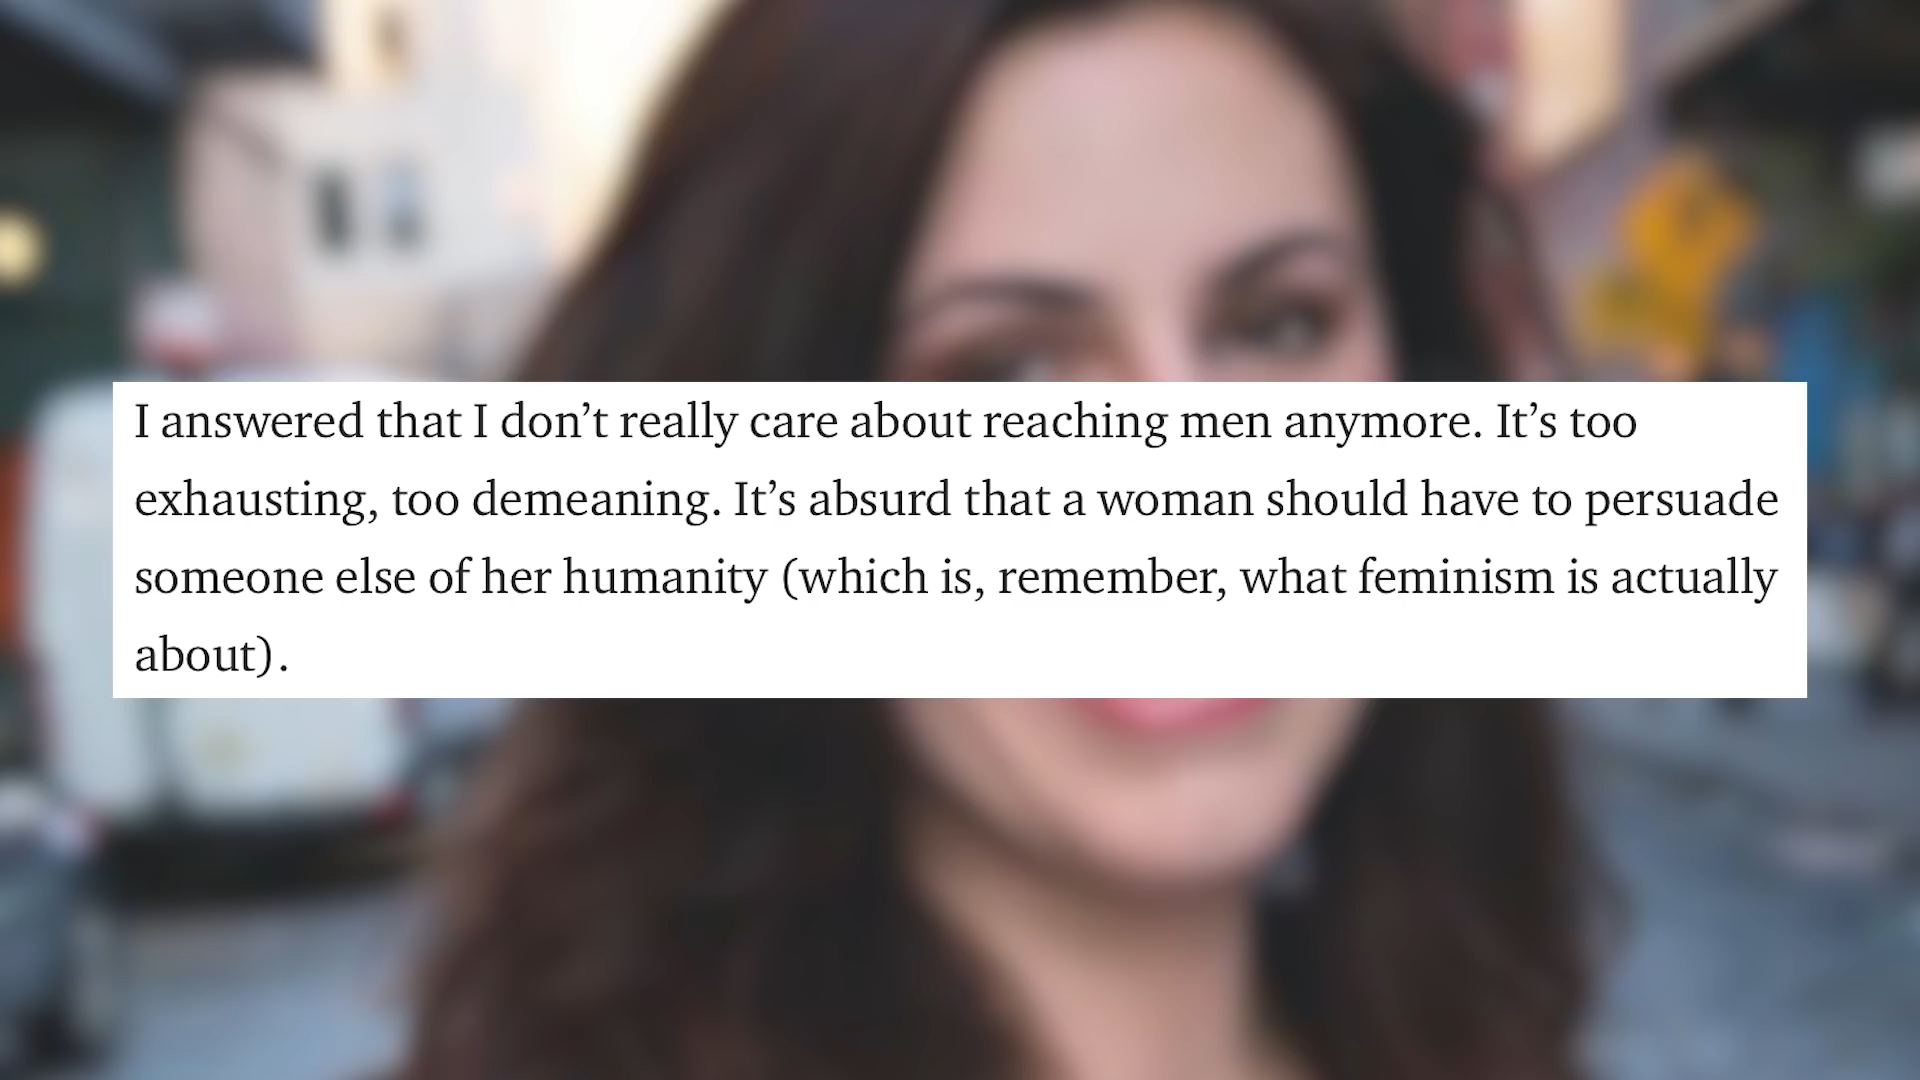 I answered that I don’t really care about reaching men anymore. It’s too
exhausting, too demeaning. It’s absurd that a woman should have to persuade
someone else of her humanity (which is, remember, what feminism is actually
about).